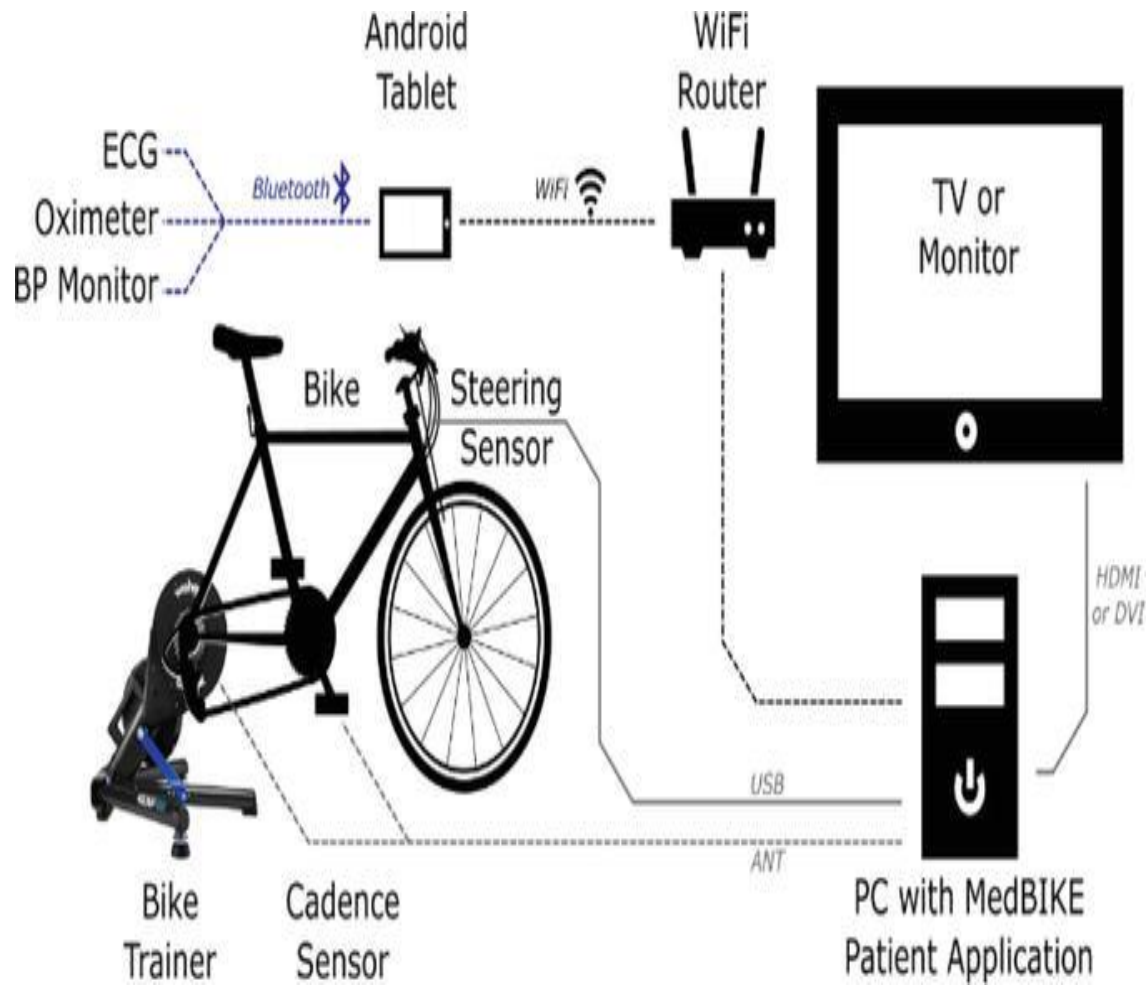 Android
Tablet
WiFi
Router
ECG
Oximeter
BP Monitor
Bluetooth
WiFi
TV or
Monitor
Bike
Steering
Sensor
HDMI
or DVI
USB
ANT
Bike
Trainer
Cadence
Sensor
PC with MedBIKE
Patient Application